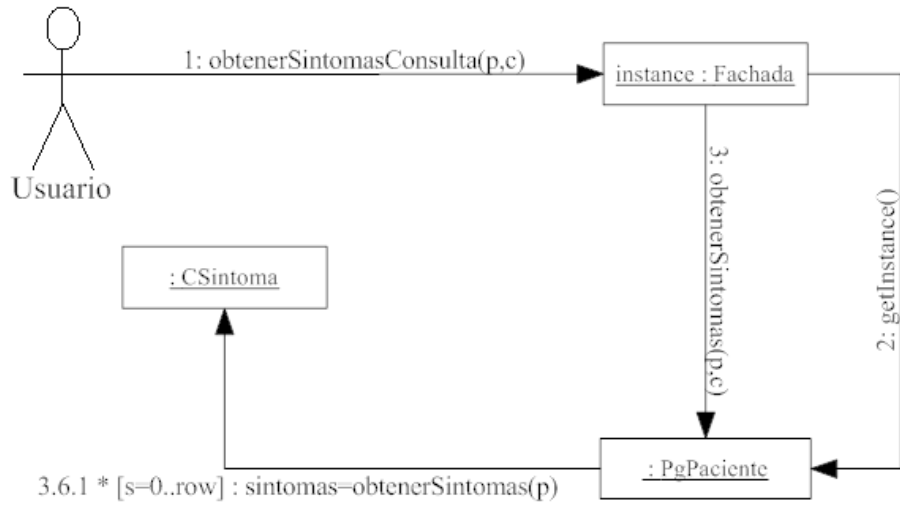 1: obtenerSintomasConsulta(p,c)
instance : Fachada
Usuario
3: obtenerSintomas(p,c)
2: getInstance()
: CSintoma
: PgPaciente
3.6.1 * [s=0..row] : sintomas=obtenerSintomas(p)